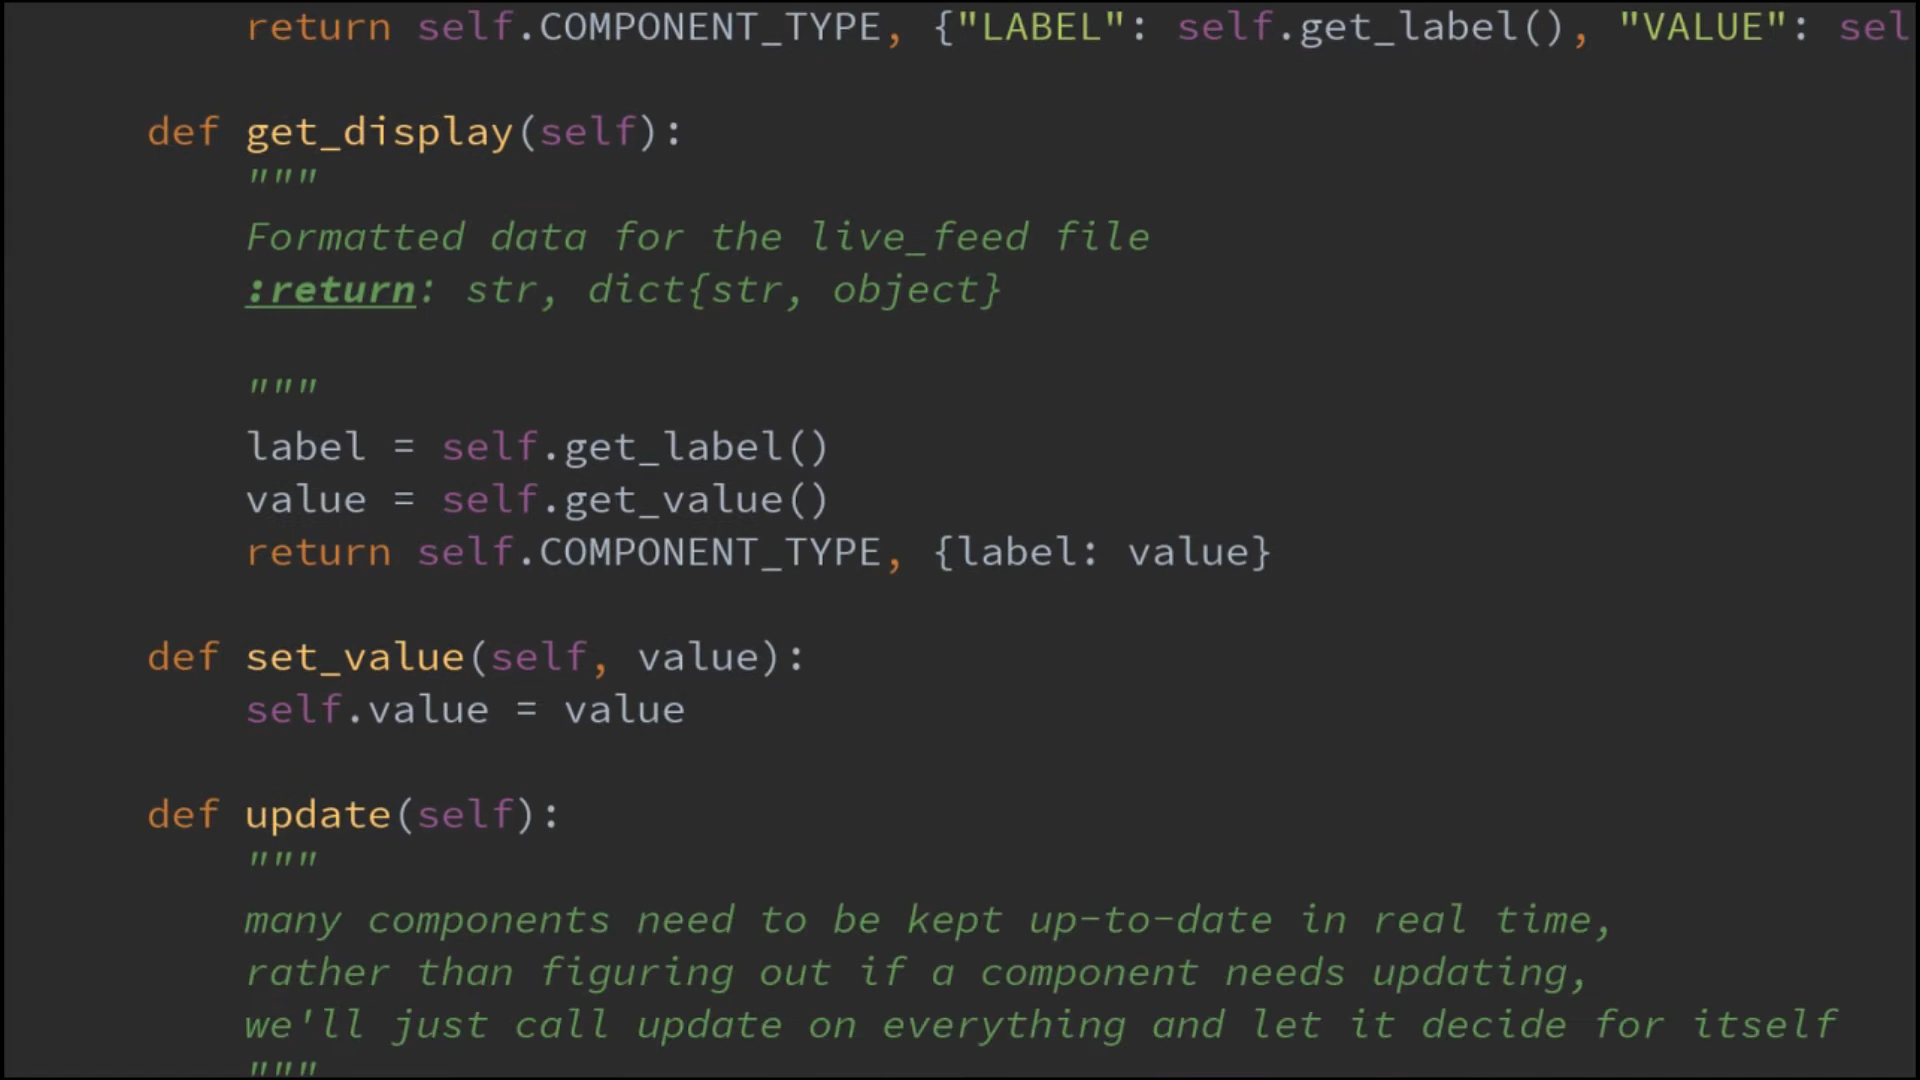 return self.COMPONENT_TYPE, {"LABEL": self.get_label(), "VALUE": sel
def get_display(self):
"""
Formatted data for the live_feed file
:return: str, dict{str, object}
"""
label = self.get_label()
value = self.get_value()
return self.COMPONENT_TYPE, {label: value}
def set_value(self, value):
self.value = value
def update(self):
"""
many components need to be kept up-to-date in real time,
rather than figuring out if a component needs updating,
we'll just call update on everything and let it decide for itself
"""